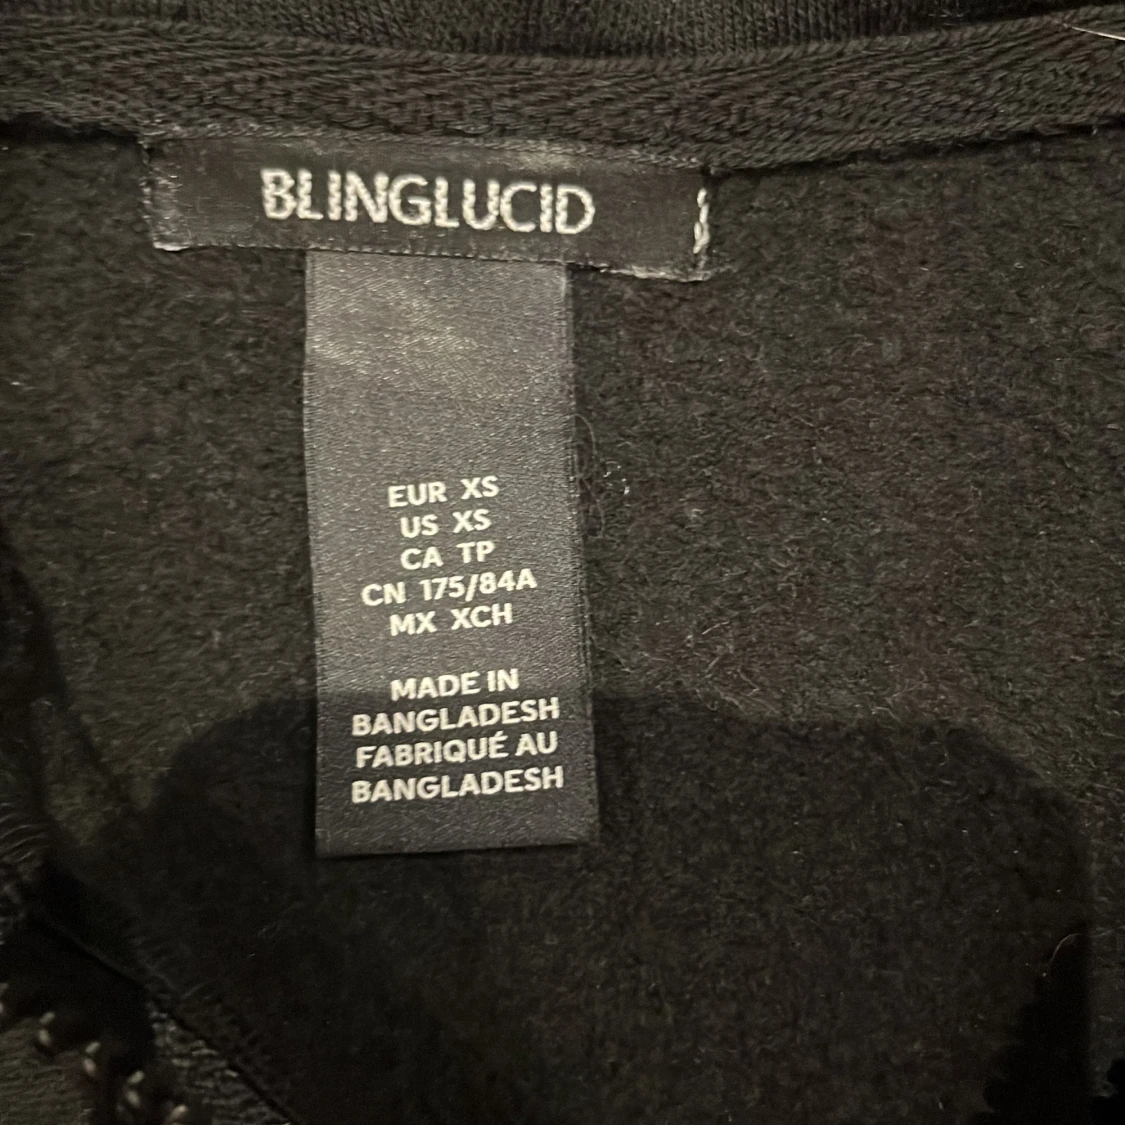 BLINGLUCID
EUR XS
US XS
CA TP
CN 175/84A
MX XCH
MADE IN
BANGLADESH
FABRIQUÉ AU
BANGLADESH